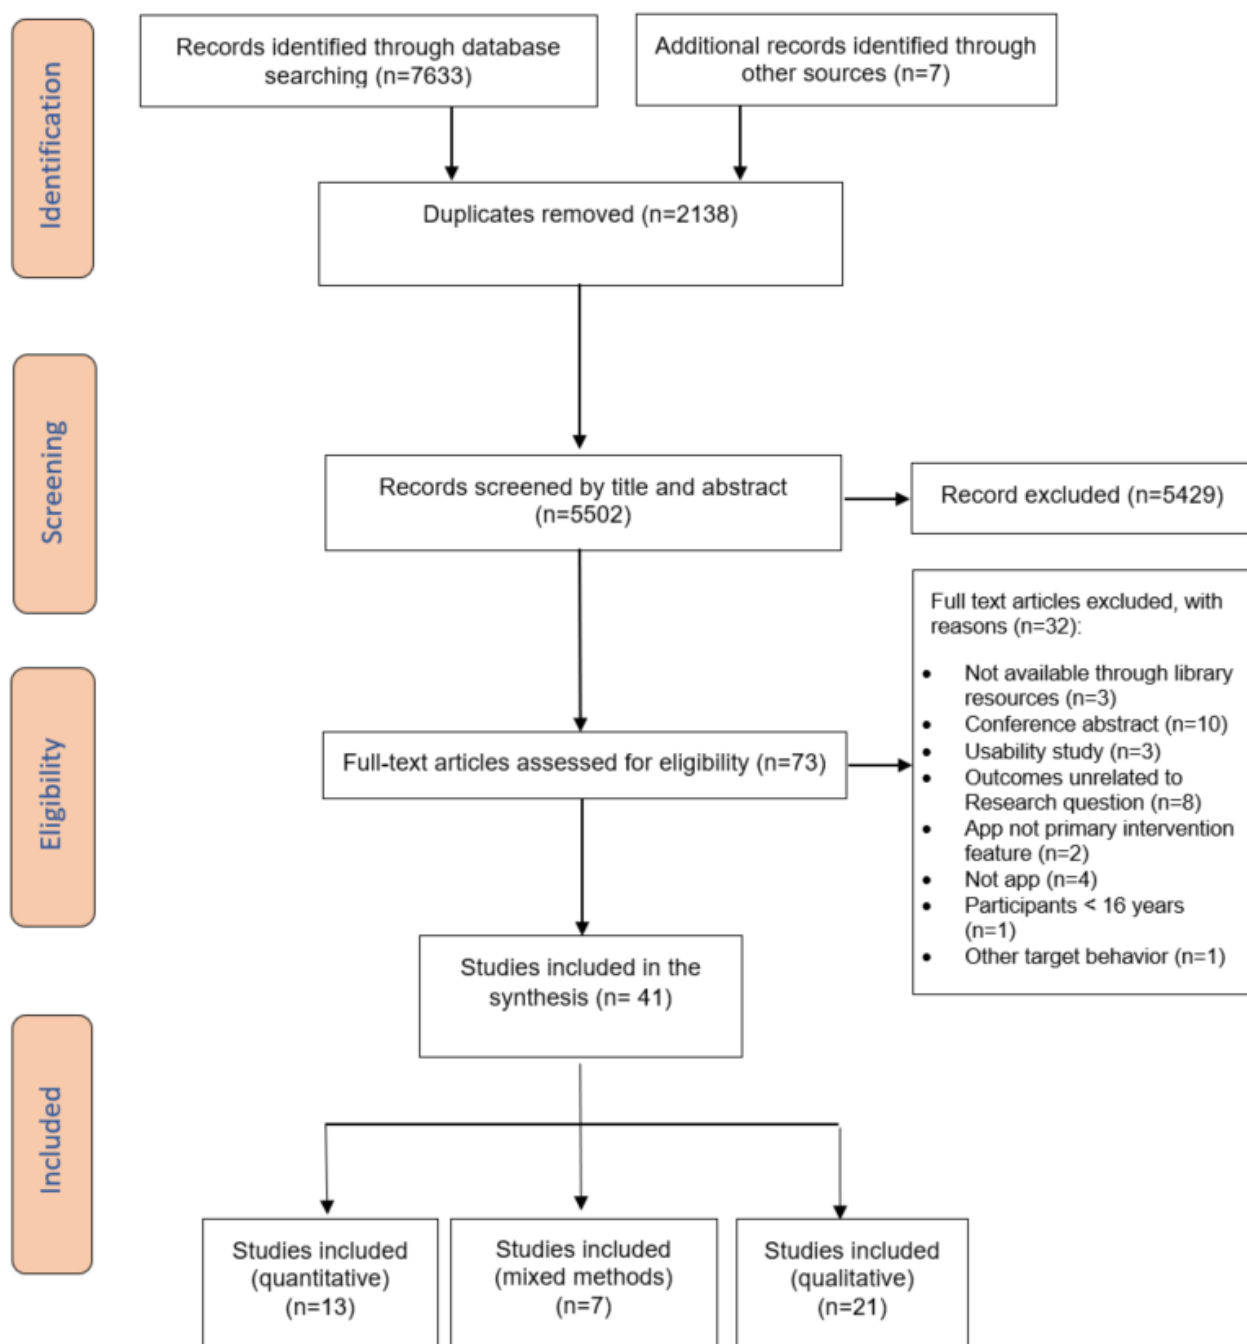 Identification
Records identified through database
searching (n=7633)
Additional records identified through
other sources (n=7)
Duplicates removed (n=2138)
Screening
Records screened by title and abstract
(n=5502)
Record excluded (n=5429)
Eligibility
Full-text articles assessed for eligibility (n=73)
Full text articles excluded, with
reasons (n=32):
• Not available through library
resources (n=3)
• Conference abstract (n=10)
• Usability study (n=3)
• Outcomes unrelated to
Research question (n=8)
• App not primary intervention
feature (n=2)
• Not app (n=4)
• Participants < 16 years
(n=1)
• Other target behavior (n=1)
Studies included in the
synthesis (n= 41)
Included
Studies included
(quantitative)
(n=13)
Studies included
(mixed methods)
(n=7)
Studies included
(qualitative)
(n=21)